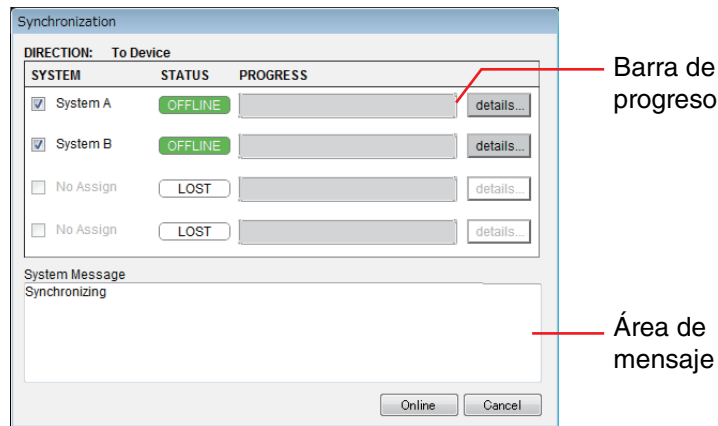 Synchronization
DIRECTION: To Device
SYSTEM STATUS PROGRESS
System A OFFLINE details...
System B OFFLINE details...
No Assign LOST details...
No Assign LOST details...
System Message
Synchronizing
Online Cancel
Barra de
progreso
Área de
mensaje